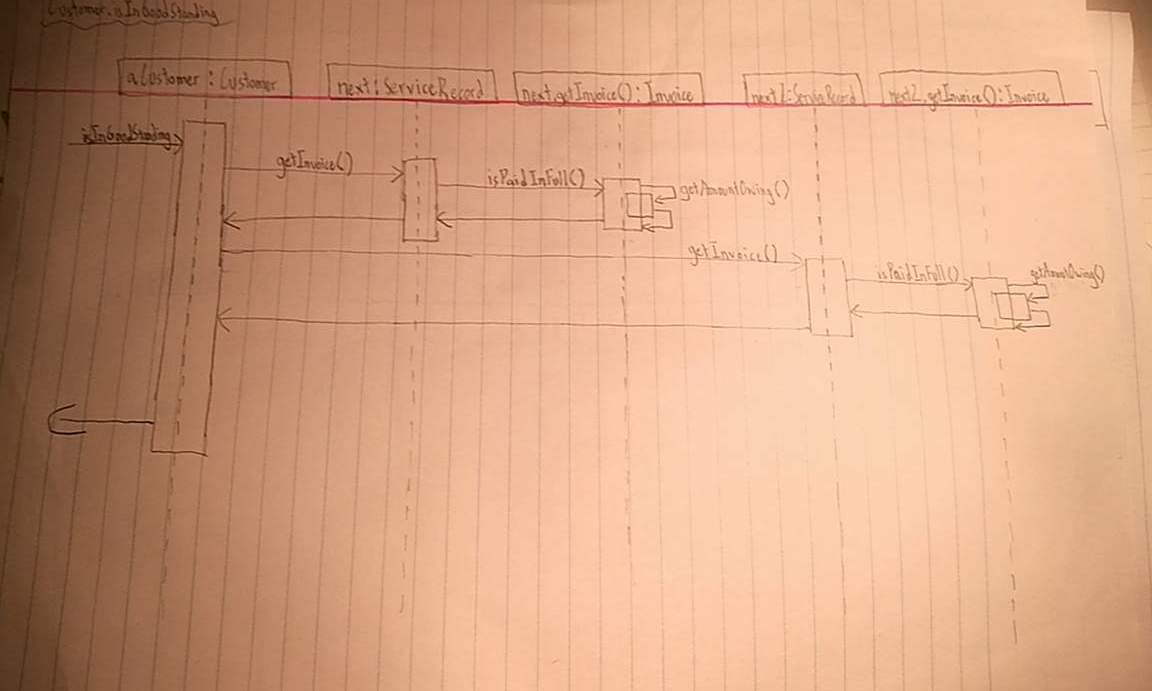 Customer.isInGoodStanding
aCustomer : Customer
next : ServiceRecord
next.getInvoice() : Invoice
next2 : ServiceRecord
next2.getInvoice() : Invoice
isInGoodStanding
getInvoice()
isPaidInFull()
getAmountOwing()
getInvoice()
isPaidInFull()
getAmountOwing()